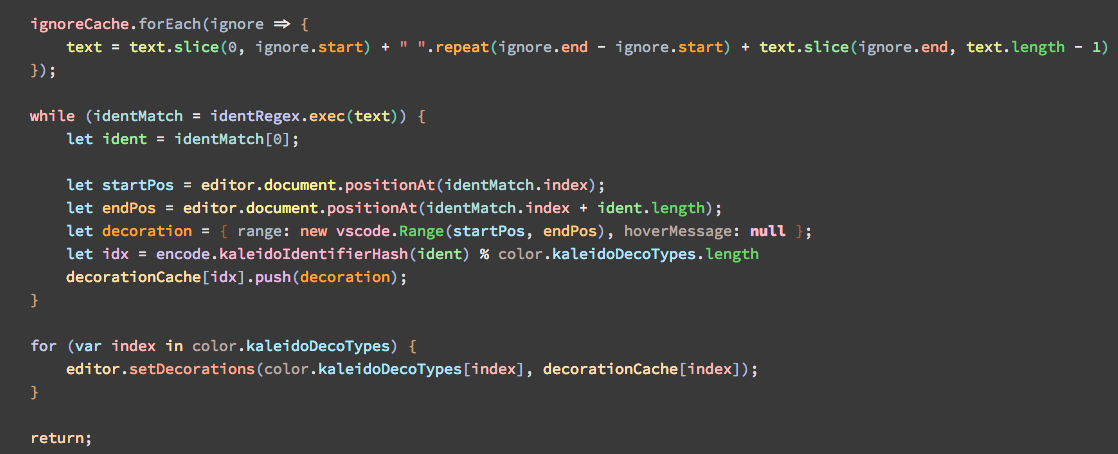 ignoreCache.forEach(ignore => {
    text = text.slice(0, ignore.start) + " ".repeat(ignore.end - ignore.start) + text.slice(ignore.end, text.length - 1)
});

while (identMatch = identRegex.exec(text)) {
    let ident = identMatch[0];

    let startPos = editor.document.positionAt(identMatch.index);
    let endPos = editor.document.positionAt(identMatch.index + ident.length);
    let decoration = { range: new vscode.Range(startPos, endPos), hoverMessage: null };
    let idx = encode.kaleidoIdentifierHash(ident) % color.kaleidoDecoTypes.length
    decorationCache[idx].push(decoration);
}

for (var index in color.kaleidoDecoTypes) {
    editor.setDecorations(color.kaleidoDecoTypes[index], decorationCache[index]);
}

return;